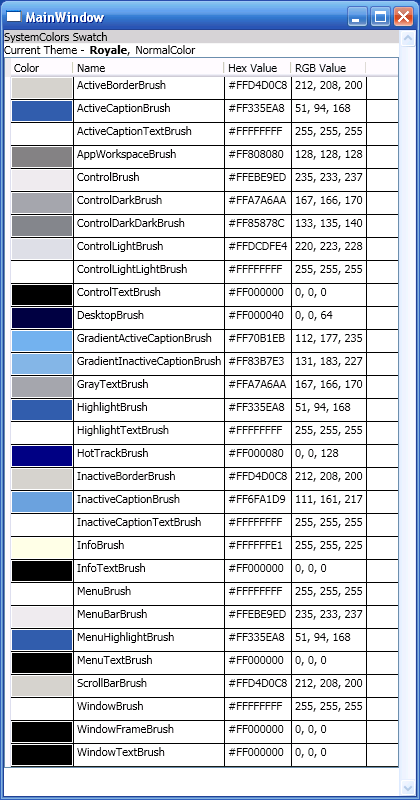 MainWindow
SystemColors Swatch
Current Theme - Royale, NormalColor
Color Name Hex Value RGB Value
ActiveBorderBrush #FFD4D0C8 212, 208, 200
ActiveCaptionBrush #FF335EA8 51, 94, 168
ActiveCaptionTextBrush #FFFFFFFF 255, 255, 255
AppWorkspaceBrush #FF808080 128, 128, 128
ControlBrush #FFEBE9ED 235, 233, 237
ControlDarkBrush #FFA7A6AA 167, 166, 170
ControlDarkDarkBrush #FF85878C 133, 135, 140
ControlLightBrush #FFDCDFE4 220, 223, 228
ControlLightLightBrush #FFFFFFFF 255, 255, 255
ControlTextBrush #FF000000 0, 0, 0
DesktopBrush #FF000040 0, 0, 64
GradientActiveCaptionBrush #FF70B1EB 112, 177, 235
GradientInactiveCaptionBrush #FF83B7E3 131, 183, 227
GrayTextBrush #FFA7A6AA 167, 166, 170
HighlightBrush #FF335EA8 51, 94, 168
HighlightTextBrush #FFFFFFFF 255, 255, 255
HotTrackBrush #FF000080 0, 0, 128
InactiveBorderBrush #FFD4D0C8 212, 208, 200
InactiveCaptionBrush #FF6FA1D9 111, 161, 217
InactiveCaptionTextBrush #FFFFFFFF 255, 255, 255
InfoBrush #FFFFFFE1 255, 255, 225
InfoTextBrush #FF000000 0, 0, 0
MenuBrush #FFFFFFFF 255, 255, 255
MenuBarBrush #FFEBE9ED 235, 233, 237
MenuHighlightBrush #FF335EA8 51, 94, 168
MenuTextBrush #FF000000 0, 0, 0
ScrollBarBrush #FFD4D0C8 212, 208, 200
WindowBrush #FFFFFFFF 255, 255, 255
WindowFrameBrush #FF000000 0, 0, 0
WindowTextBrush #FF000000 0, 0, 0